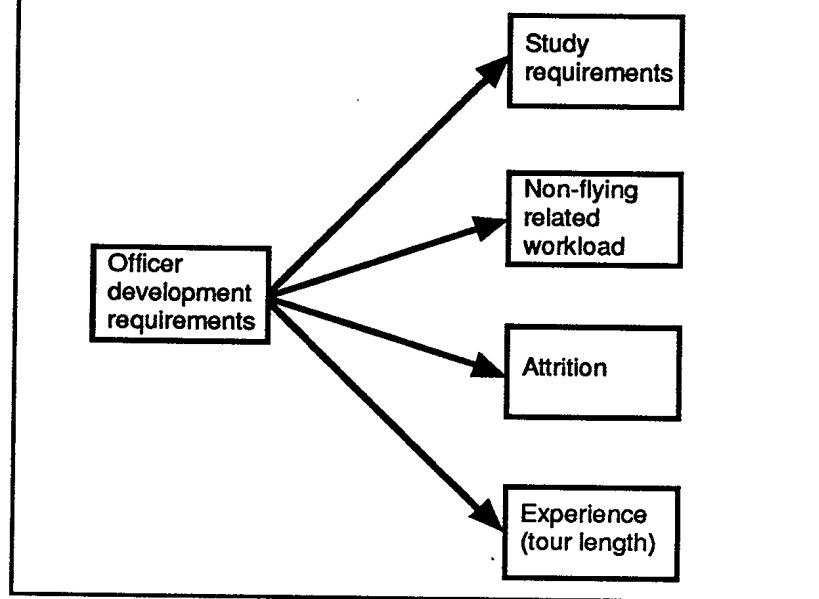 Study
requirements
Non-flying
related
workload
Officer
development
requirements
Attrition
Experience
(tour length)